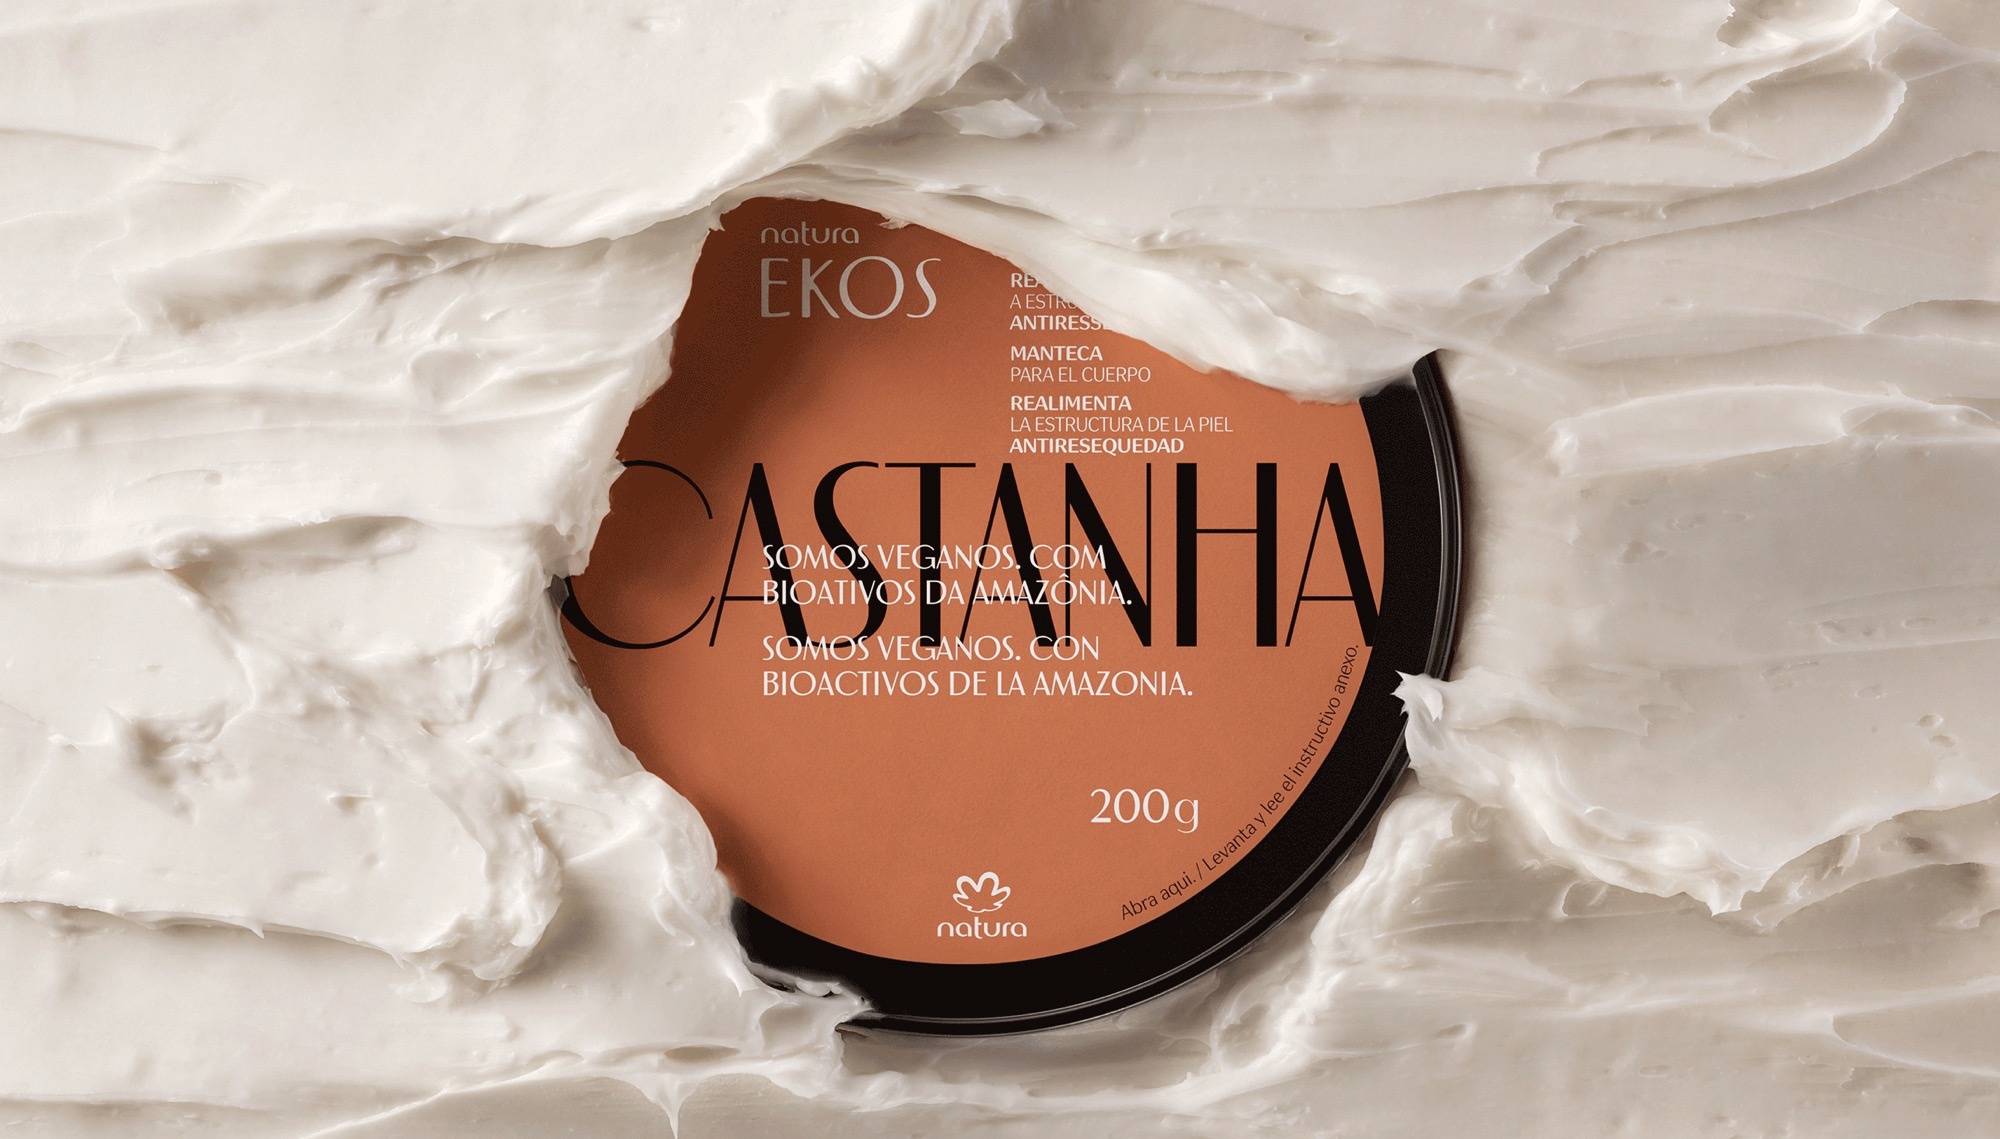 natura
EKOS
ANTIRESS
MANTECA
PARA EL CUERPO
REALIMENTA
LA ESTRUCTURA DE LA PIEL
ANTIRESEQUEDAD
CASTANHA
SOMOS VEGANOS. COM
BIOATIVOS DA AMAZÔNIA.
SOMOS VEGANOS. CON
BIOACTIVOS DE LA AMAZONIA.
200g
Abra aqui. / Levanta y lee el instructivo anexo.
natura